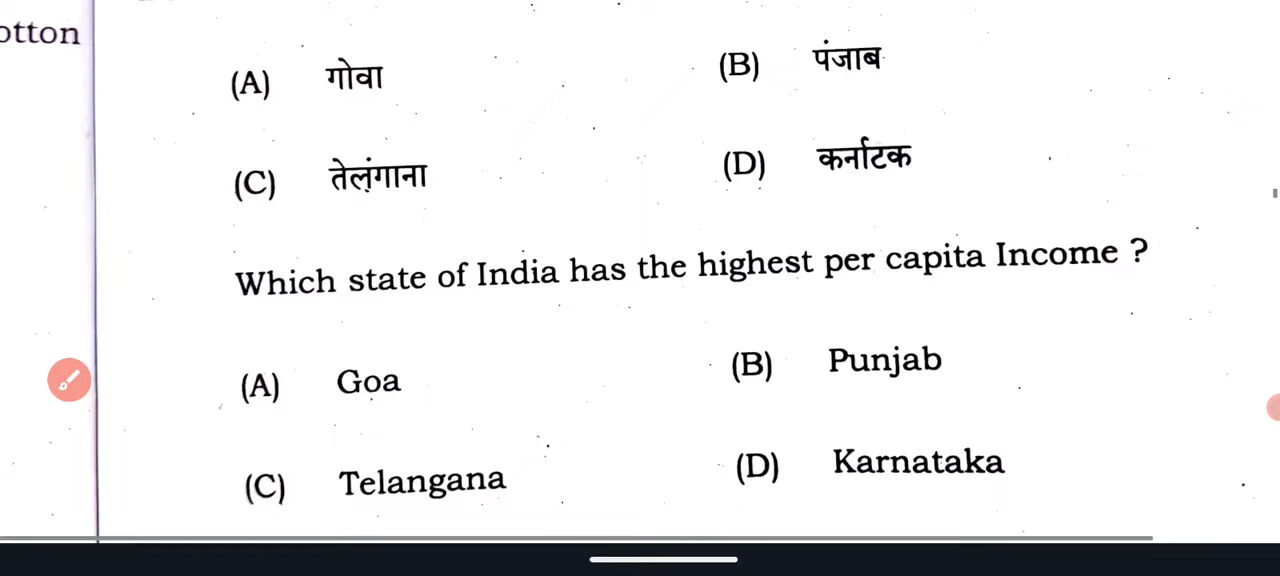 otton
(A) गोवा (B) पंजाब
(C) तेलंगाना (D) कर्नाटक
Which state of India has the highest per capita Income ?
(A) Goa (B) Punjab
(C) Telangana (D) Karnataka